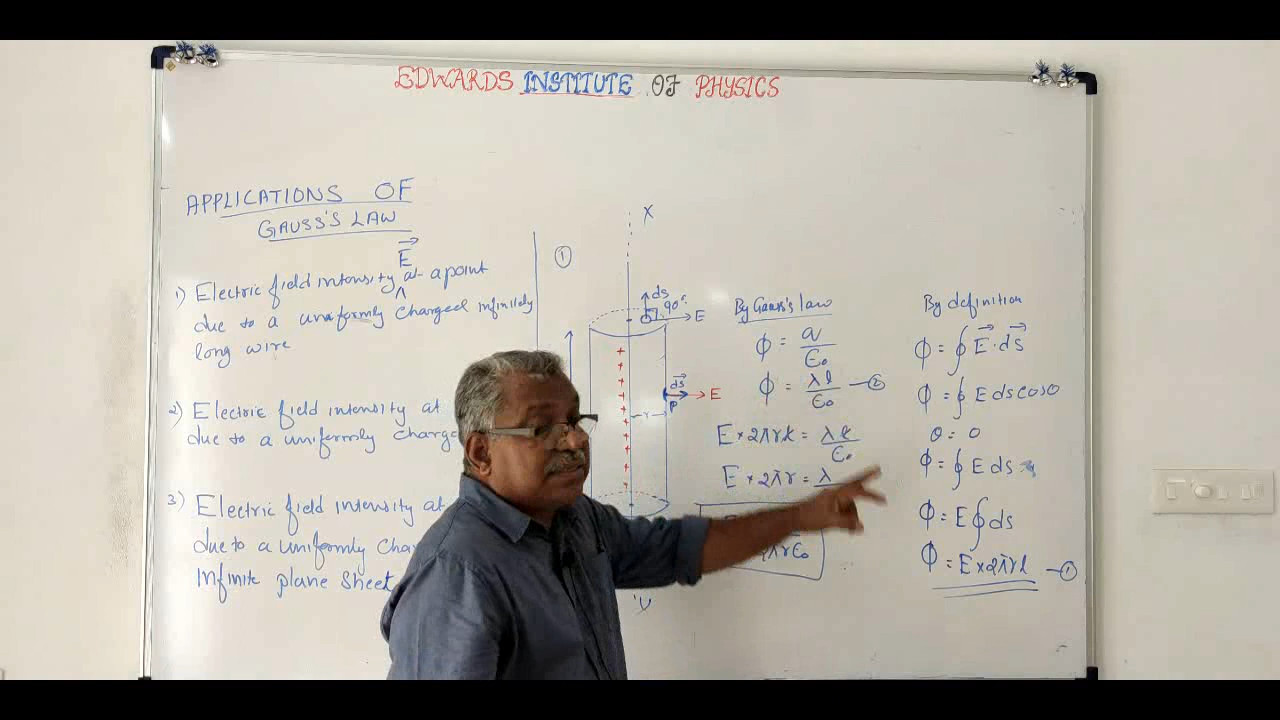 EDWARDS INSTITUTE OF PHYSICS
APPLICATIONS OF
GAUSS'S LAW
E⃗
1) Electric field intensity ∧ at a point
due to a uniformly charged infinitely
long wire
2) Electric field intensity at
due to a uniformly charge
3) Electric field intensity at
due to a uniformly Cha
Infinite plane sheet
①
X
ds
90°
E
+
+
+
+
+
+
+
+
+
+
ds⃗
E
P
r
Y
By Gauss's law
ϕ = q/ε₀
ϕ = λl/ε₀ — ②
E × 2πrl = λl/ε₀
E × 2πr = λ
2πrε₀
By definition
ϕ = ∮ E⃗·ds⃗
ϕ = ∮ E ds cosθ
θ = 0
ϕ = ∮ E ds
ϕ = E∮ds
ϕ = E×2πrl — ①